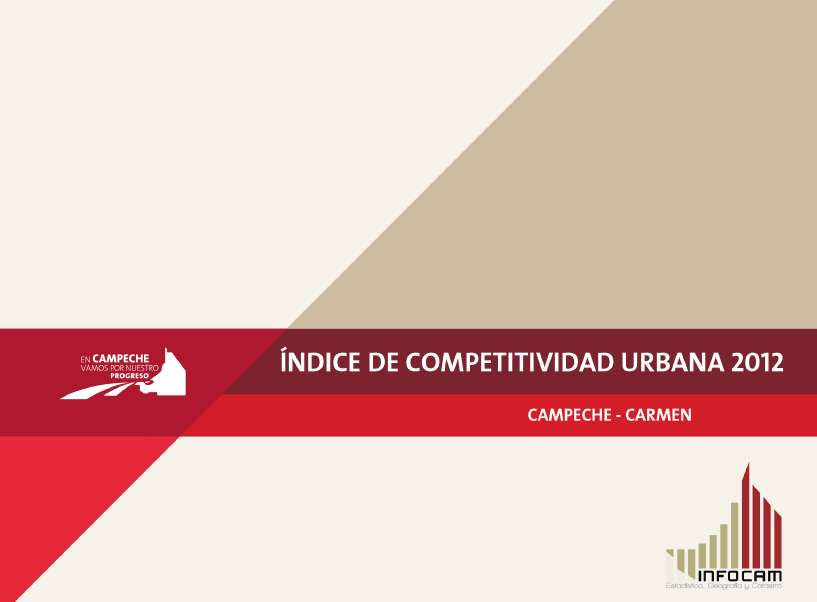 ÍNDICE DE COMPETITIVIDAD URBANA 2012
EN CAMPECHE
VAMOS POR NUESTRO
PROGRESO
CAMPECHE - CARMEN
INFOCAM
Estadística, Geografía y Catastro